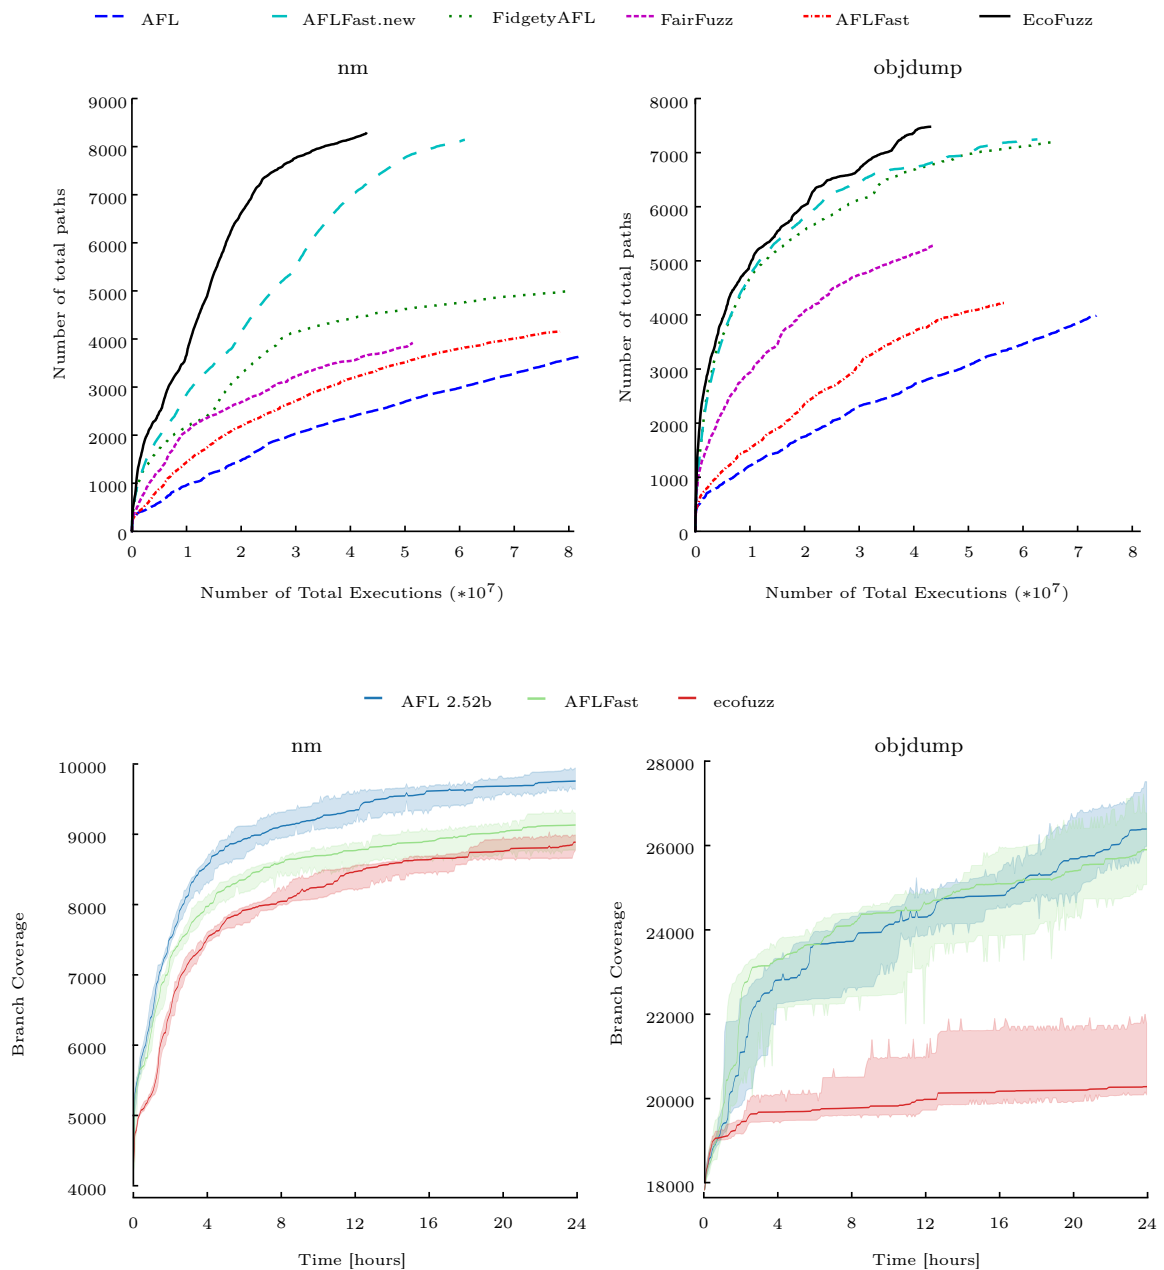 AFL AFLFast.new FidgetyAFL FairFuzz AFLFast EcoFuzz
nm
Number of total paths
9000
8000
7000
6000
5000
4000
3000
2000
1000
0
0 1 2 3 4 5 6 7 8
Number of Total Executions (*10^7)
objdump
Number of total paths
8000
7000
6000
5000
4000
3000
2000
1000
0
0 1 2 3 4 5 6 7 8
Number of Total Executions (*10^7)
AFL 2.52b AFLFast ecofuzz
nm
Branch Coverage
10000
9000
8000
7000
6000
5000
4000
0 4 8 12 16 20 24
Time [hours]
objdump
Branch Coverage
28000
26000
24000
22000
20000
18000
0 4 8 12 16 20 24
Time [hours]